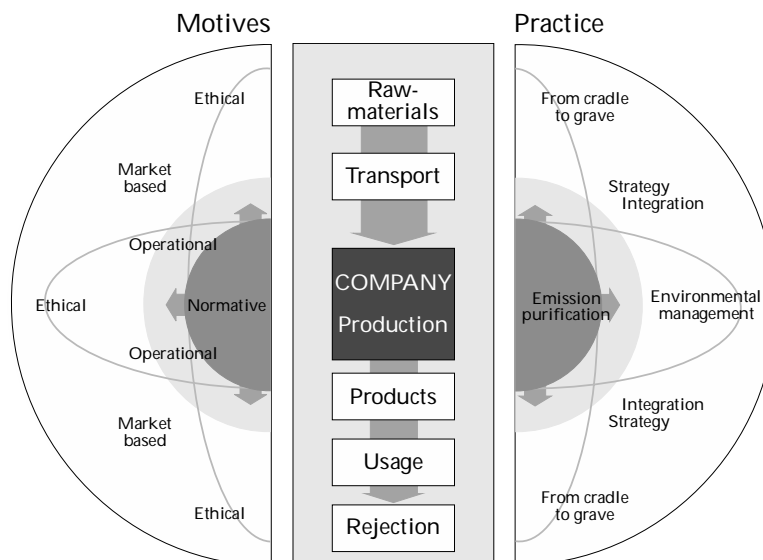 Motives
Practice
Ethical
Market
based
Operational
Ethical
Normative
Operational
Market
based
Ethical
Raw-
materials
Transport
COMPANY
Production
Products
Usage
Rejection
From cradle
to grave
Strategy
Integration
Emission
purification
Environmental
management
Integration
Strategy
From cradle
to grave